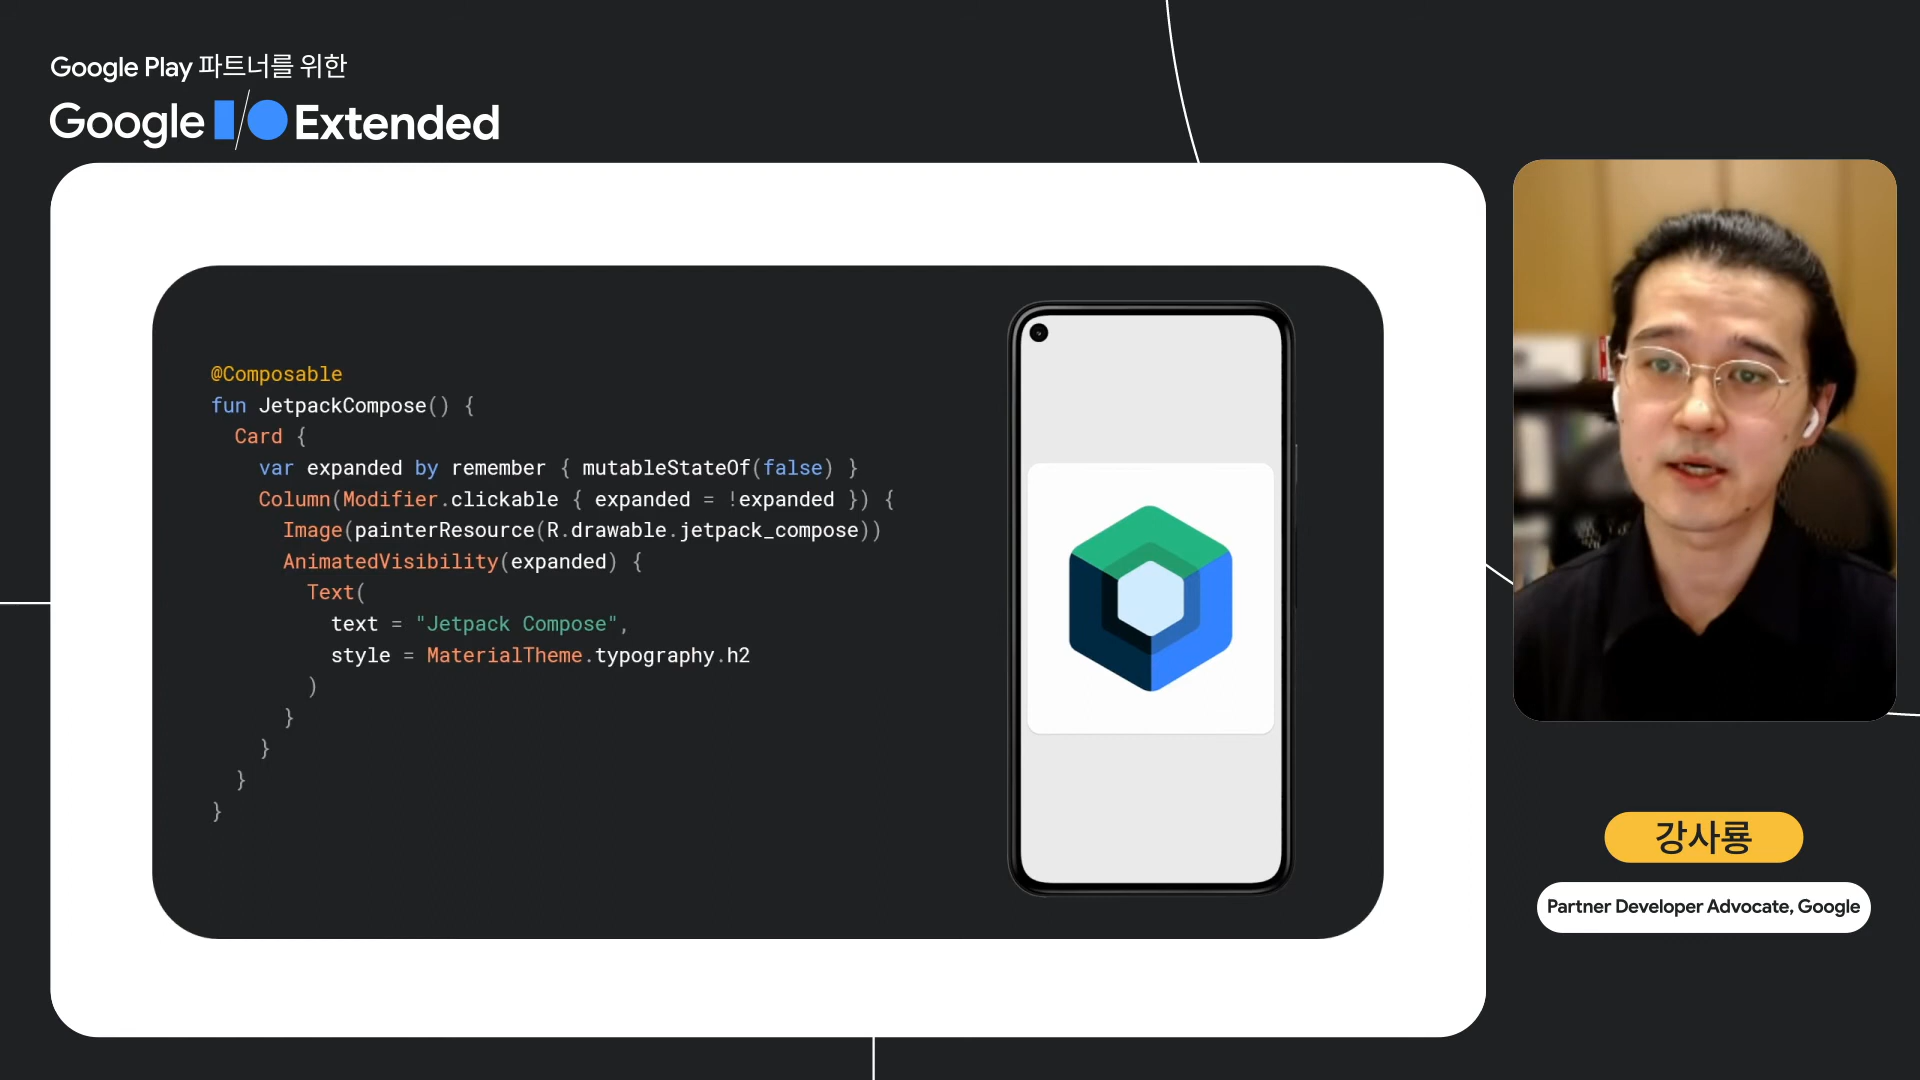 Google Play 파트너를 위한
Google I/O Extended
@Composable
fun JetpackCompose() {
  Card {
    var expanded by remember { mutableStateOf(false) }
    Column(Modifier.clickable { expanded = !expanded }) {
      Image(painterResource(R.drawable.jetpack_compose))
      AnimatedVisibility(expanded) {
        Text(
          text = "Jetpack Compose",
          style = MaterialTheme.typography.h2
        )
      }
    }
  }
}
강사룡
Partner Developer Advocate, Google